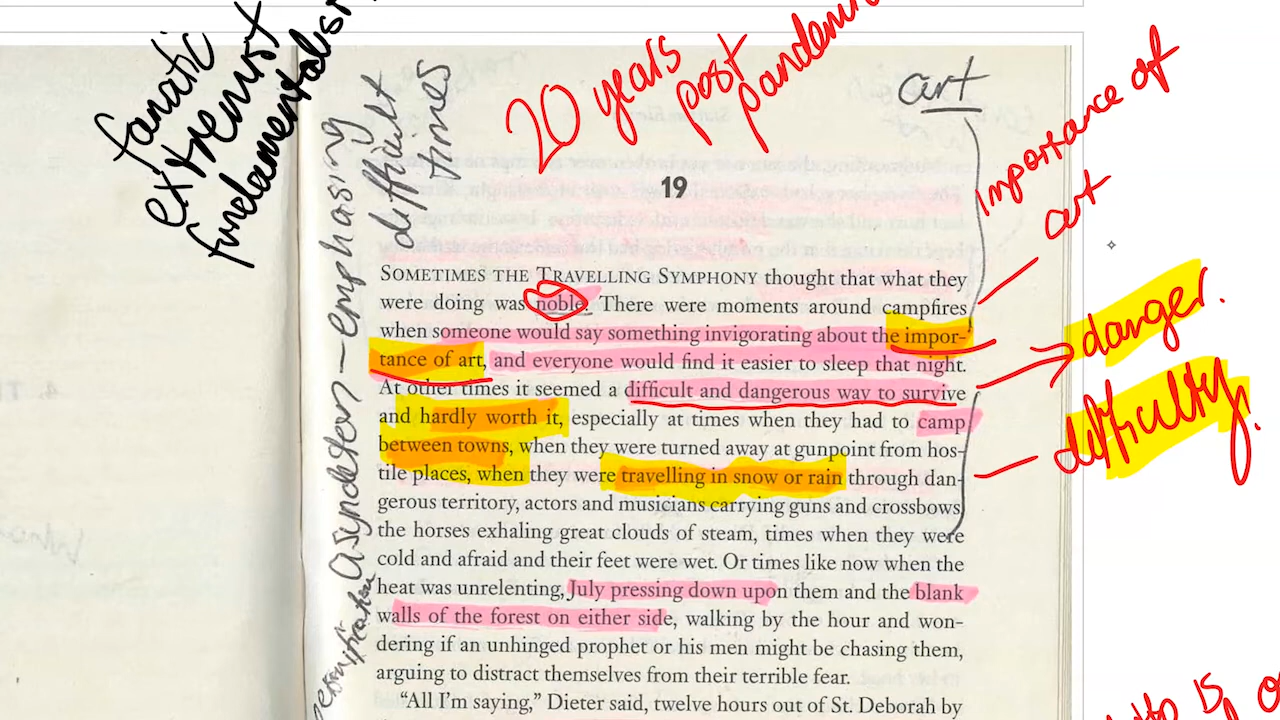 fanatic
extremist
fundamentalis
difficult
times
20 years
post
pandemi
art
Importance of
art
19
SOMETIMES THE TRAVELLING SYMPHONY thought that what they
were doing was noble. There were moments around campfires
when someone would say something invigorating about the impor-
tance of art, and everyone would find it easier to sleep that night.
At other times it seemed a difficult and dangerous way to survive
and hardly worth it, especially at times when they had to camp
between towns, when they were turned away at gunpoint from hos-
tile places, when they were travelling in snow or rain through dan-
gerous territory, actors and musicians carrying guns and crossbows,
the horses exhaling great clouds of steam, times when they were
cold and afraid and their feet were wet. Or times like now when the
heat was unrelenting, July pressing down upon them and the blank
walls of the forest on either side, walking by the hour and won-
dering if an unhinged prophet or his men might be chasing them,
arguing to distract themselves from their terrible fear.
“All I’m saying,” Dieter said, twelve hours out of St. Deborah by
danger.
difficulty.
Asyndeton – emphasing
personification
is